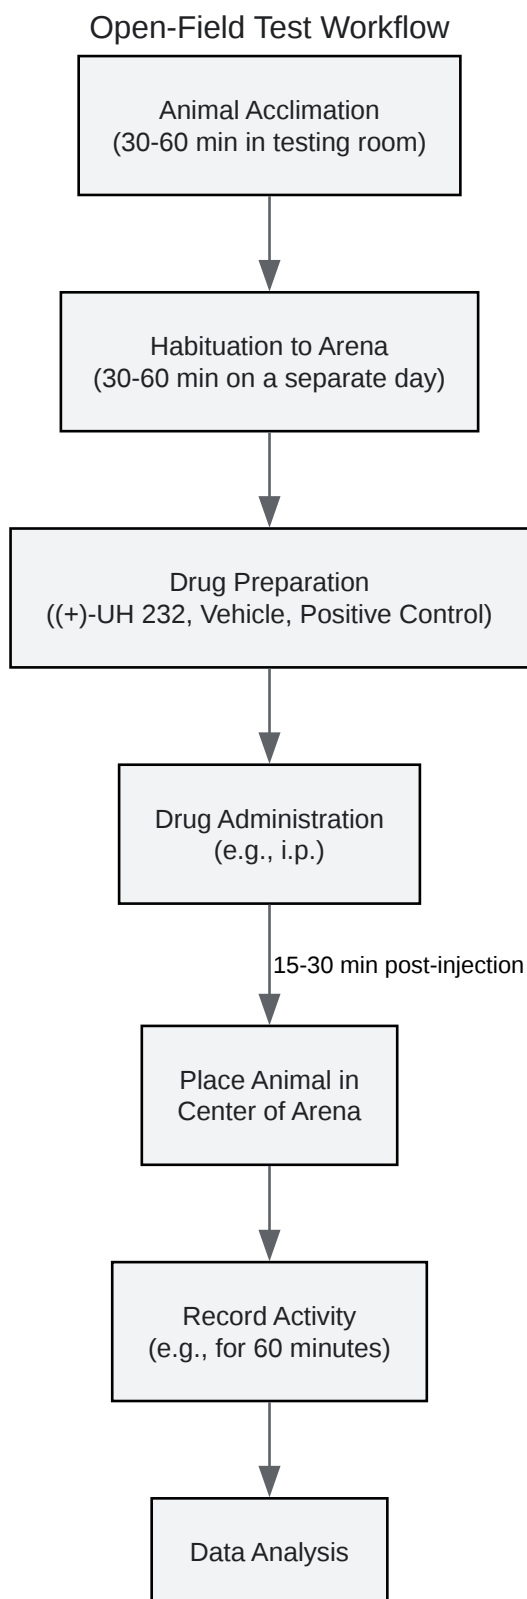 Open-Field Test Workflow
Animal Acclimation
(30-60 min in testing room)
Habituation to Arena
(30-60 min on a separate day)
Drug Preparation
((+)-UH 232, Vehicle, Positive Control)
Drug Administration
(e.g., i.p.)
15-30 min post-injection
Place Animal in
Center of Arena
Record Activity
(e.g., for 60 minutes)
Data Analysis